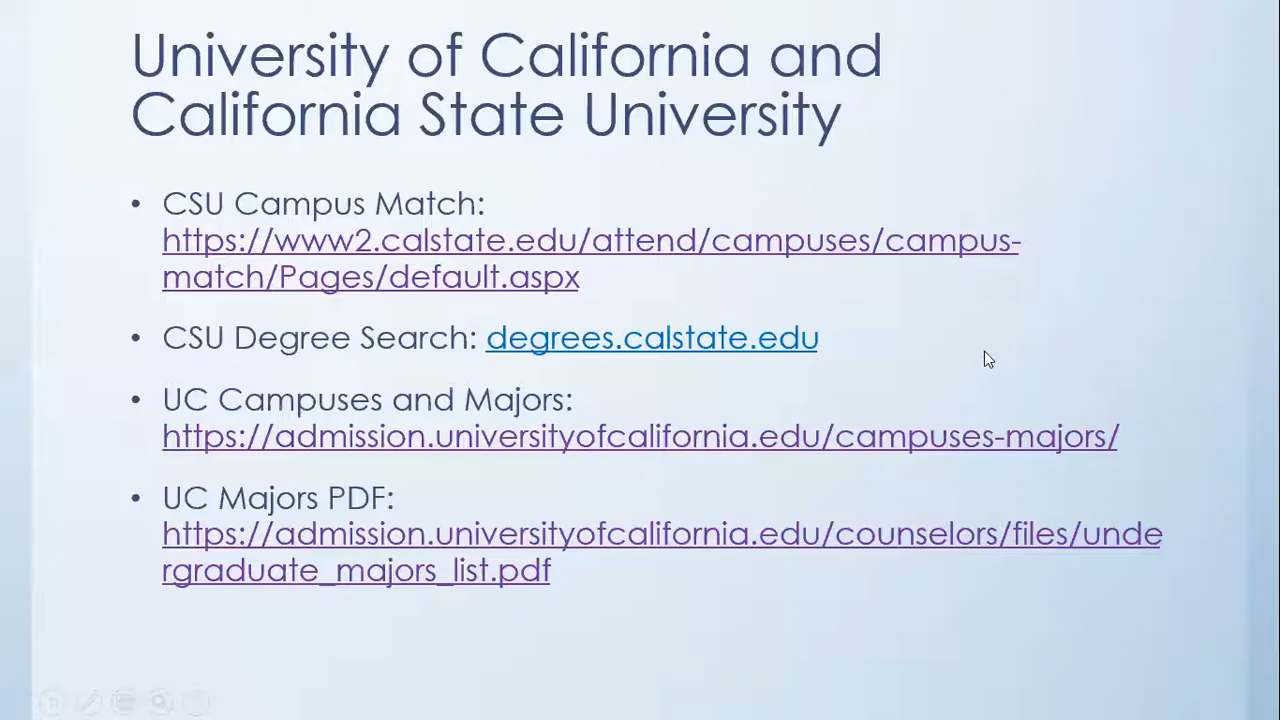 University of California and
California State University
• CSU Campus Match:
https://www2.calstate.edu/attend/campuses/campus-
match/Pages/default.aspx
• CSU Degree Search: degrees.calstate.edu
• UC Campuses and Majors:
https://admission.universityofcalifornia.edu/campuses-majors/
• UC Majors PDF:
https://admission.universityofcalifornia.edu/counselors/files/unde
rgraduate_majors_list.pdf